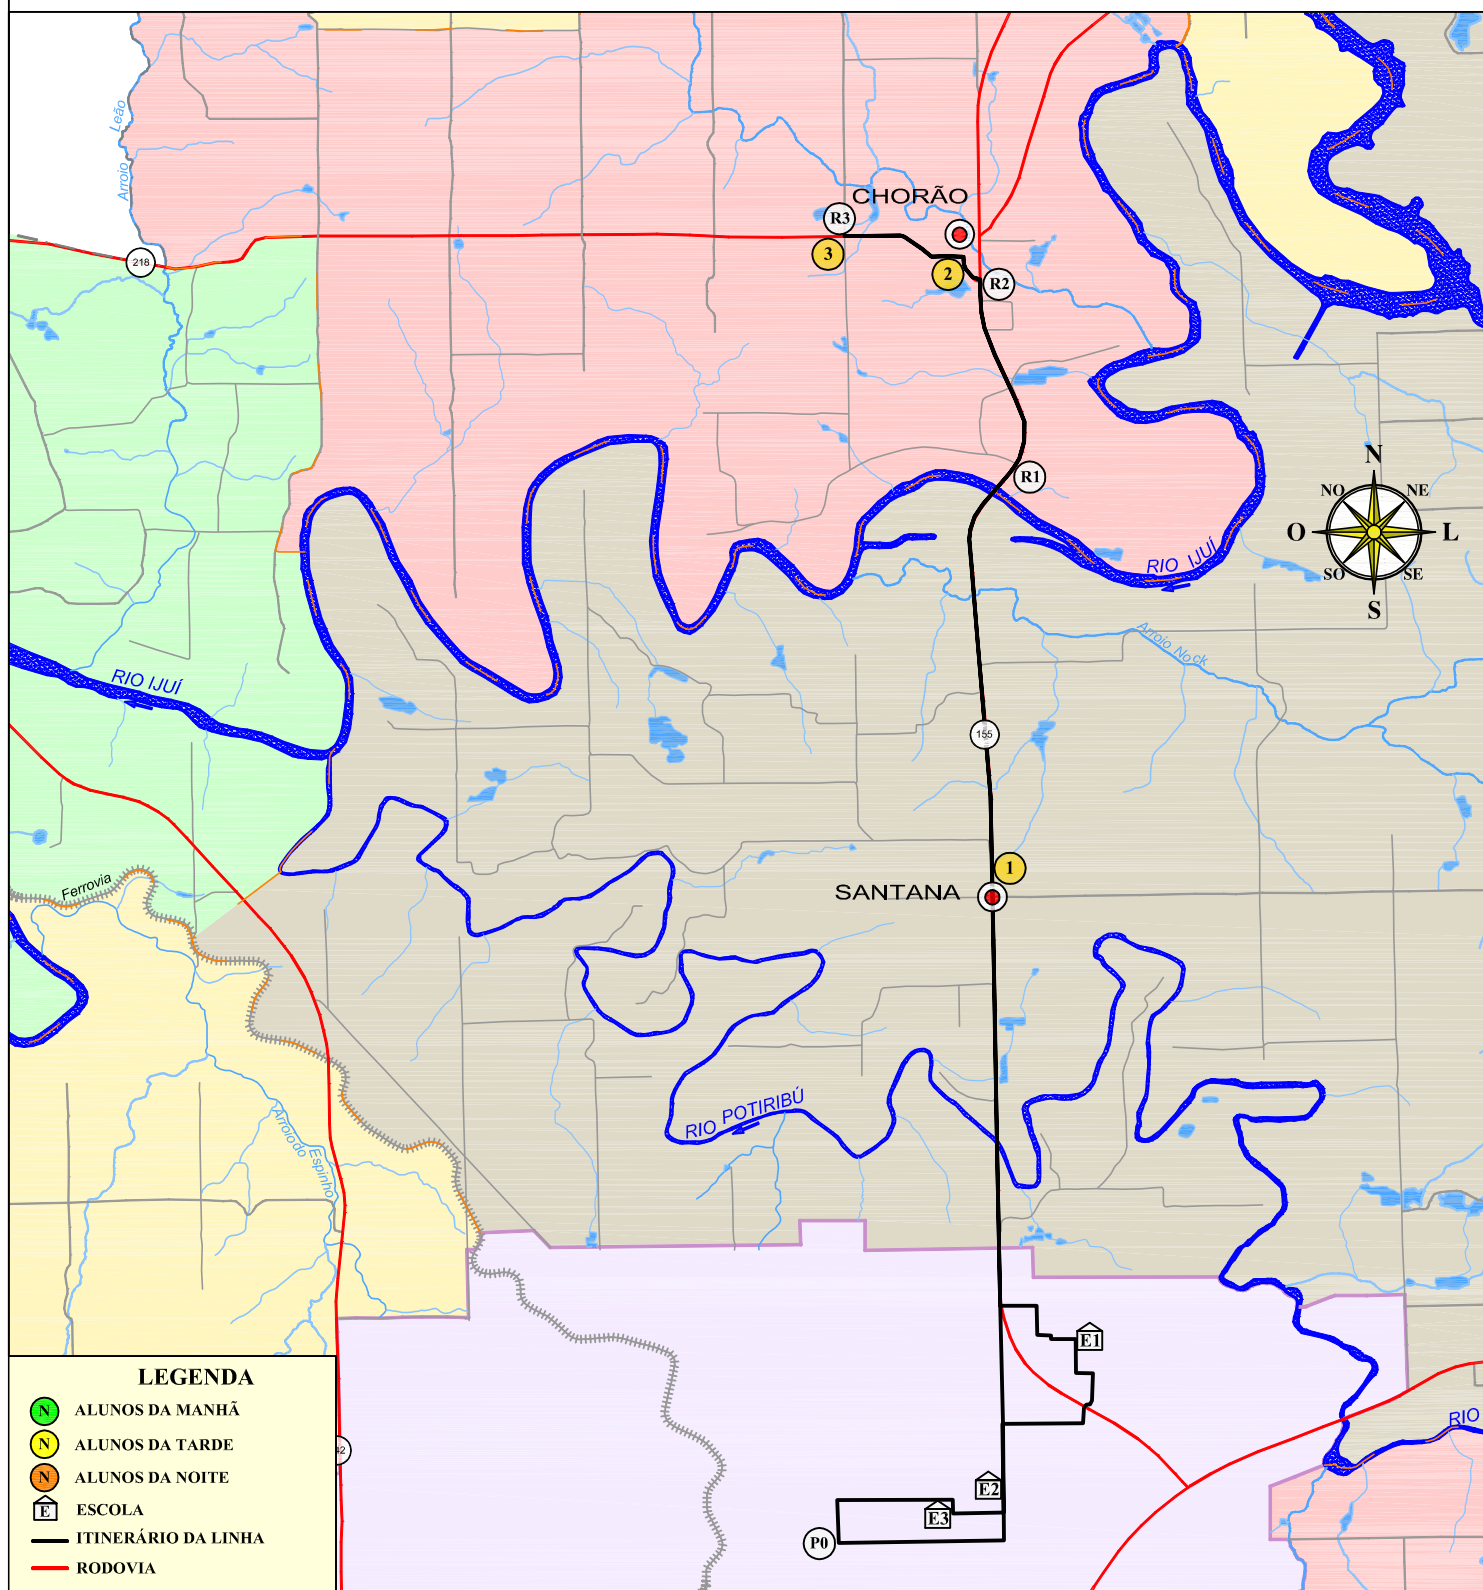 Arroio Leão
CHORÃO
R3
3
2
R2
218
R1
N
NO
NE
O
L
SO
SE
S
RIO IJUÍ
Arroio Nock
RIO IJUÍ
155
1
SANTANA
Ferrovia
RIO POTIRIBÚ
Arroio do Espinho
E1
E2
E3
P0
RIO
LEGENDA
N ALUNOS DA MANHÃ
N ALUNOS DA TARDE
N ALUNOS DA NOITE
E ESCOLA
ITINERÁRIO DA LINHA
RODOVIA